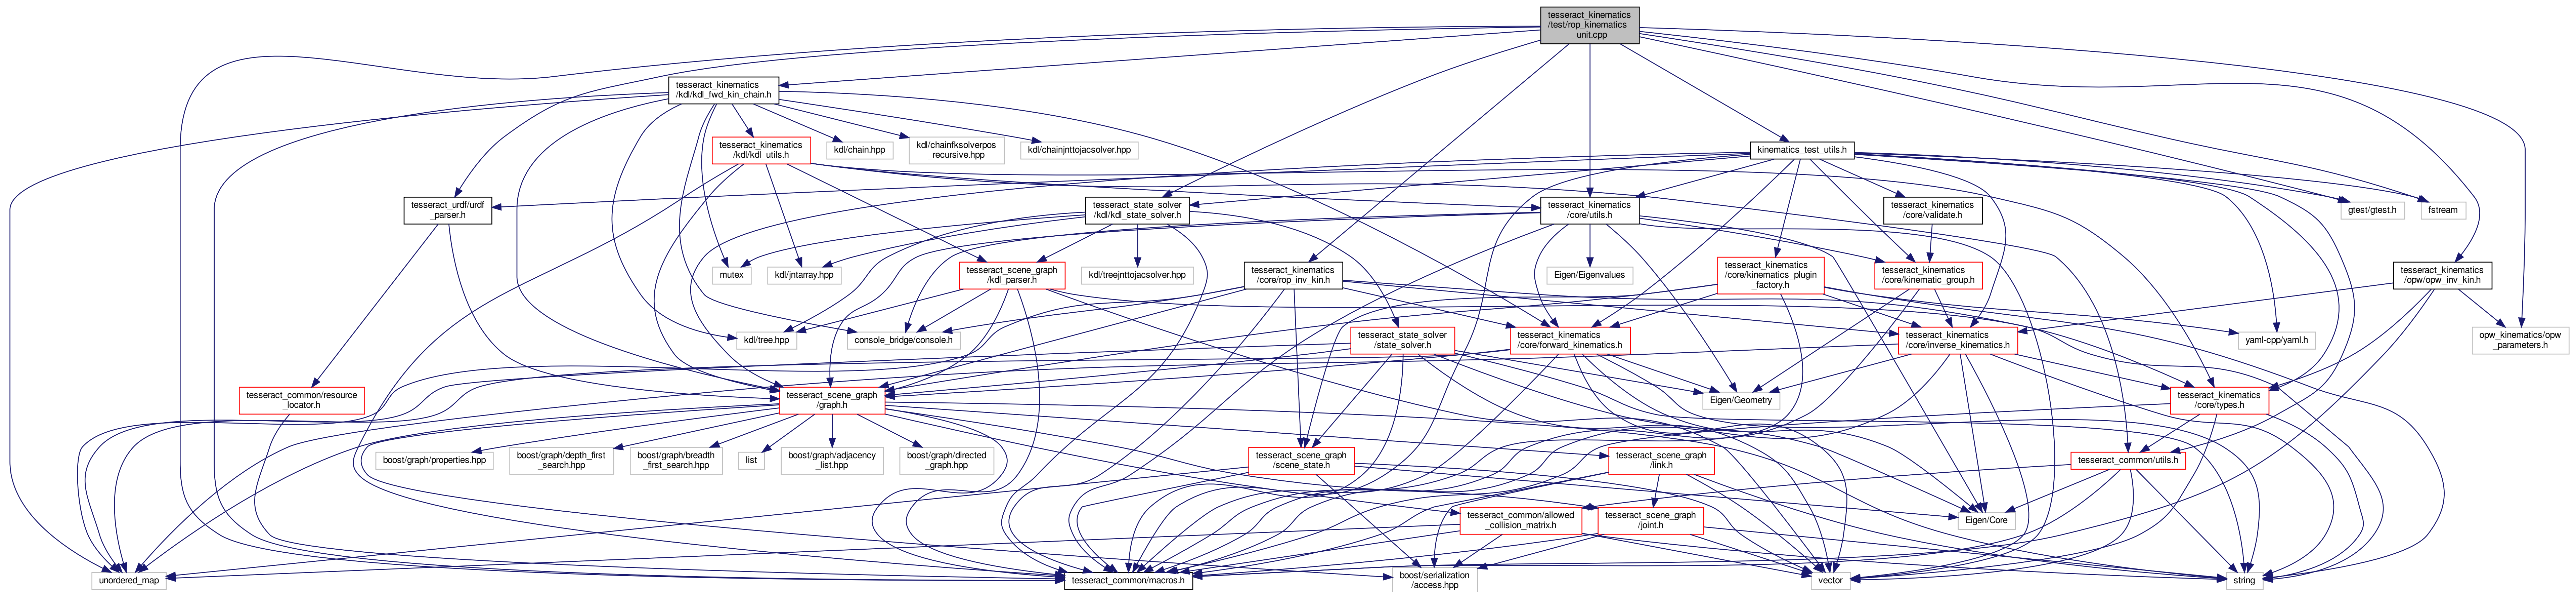 tesseract_kinematics
/test/rop_kinematics
_unit.cpp
tesseract_kinematics
/kdl/kdl_fwd_kin_chain.h
tesseract_kinematics
/kdl/kdl_utils.h
kdl/chain.hpp
kdl/chainfksolverpos
_recursive.hpp
kdl/chainjnttojacsolver.hpp
kinematics_test_utils.h
tesseract_urdf/urdf
_parser.h
tesseract_state_solver
/kdl/kdl_state_solver.h
tesseract_kinematics
/core/utils.h
tesseract_kinematics
/core/validate.h
gtest/gtest.h
fstream
mutex
kdl/jntarray.hpp
tesseract_scene_graph
/kdl_parser.h
kdl/treejnttojacsolver.hpp
tesseract_kinematics
/core/rop_inv_kin.h
Eigen/Eigenvalues
tesseract_kinematics
/core/kinematics_plugin
_factory.h
tesseract_kinematics
/core/kinematic_group.h
tesseract_kinematics
/opw/opw_inv_kin.h
kdl/tree.hpp
console_bridge/console.h
tesseract_state_solver
/state_solver.h
tesseract_kinematics
/core/forward_kinematics.h
tesseract_kinematics
/core/inverse_kinematics.h
yaml-cpp/yaml.h
opw_kinematics/opw
_parameters.h
tesseract_common/resource
_locator.h
tesseract_scene_graph
/graph.h
Eigen/Geometry
tesseract_kinematics
/core/types.h
boost/graph/properties.hpp
boost/graph/depth_first
_search.hpp
boost/graph/breadth
_first_search.hpp
list
boost/graph/adjacency
_list.hpp
boost/graph/directed
_graph.hpp
tesseract_scene_graph
/scene_state.h
tesseract_scene_graph
/link.h
tesseract_common/utils.h
tesseract_common/allowed
_collision_matrix.h
tesseract_scene_graph
/joint.h
Eigen/Core
unordered_map
tesseract_common/macros.h
boost/serialization
/access.hpp
vector
string